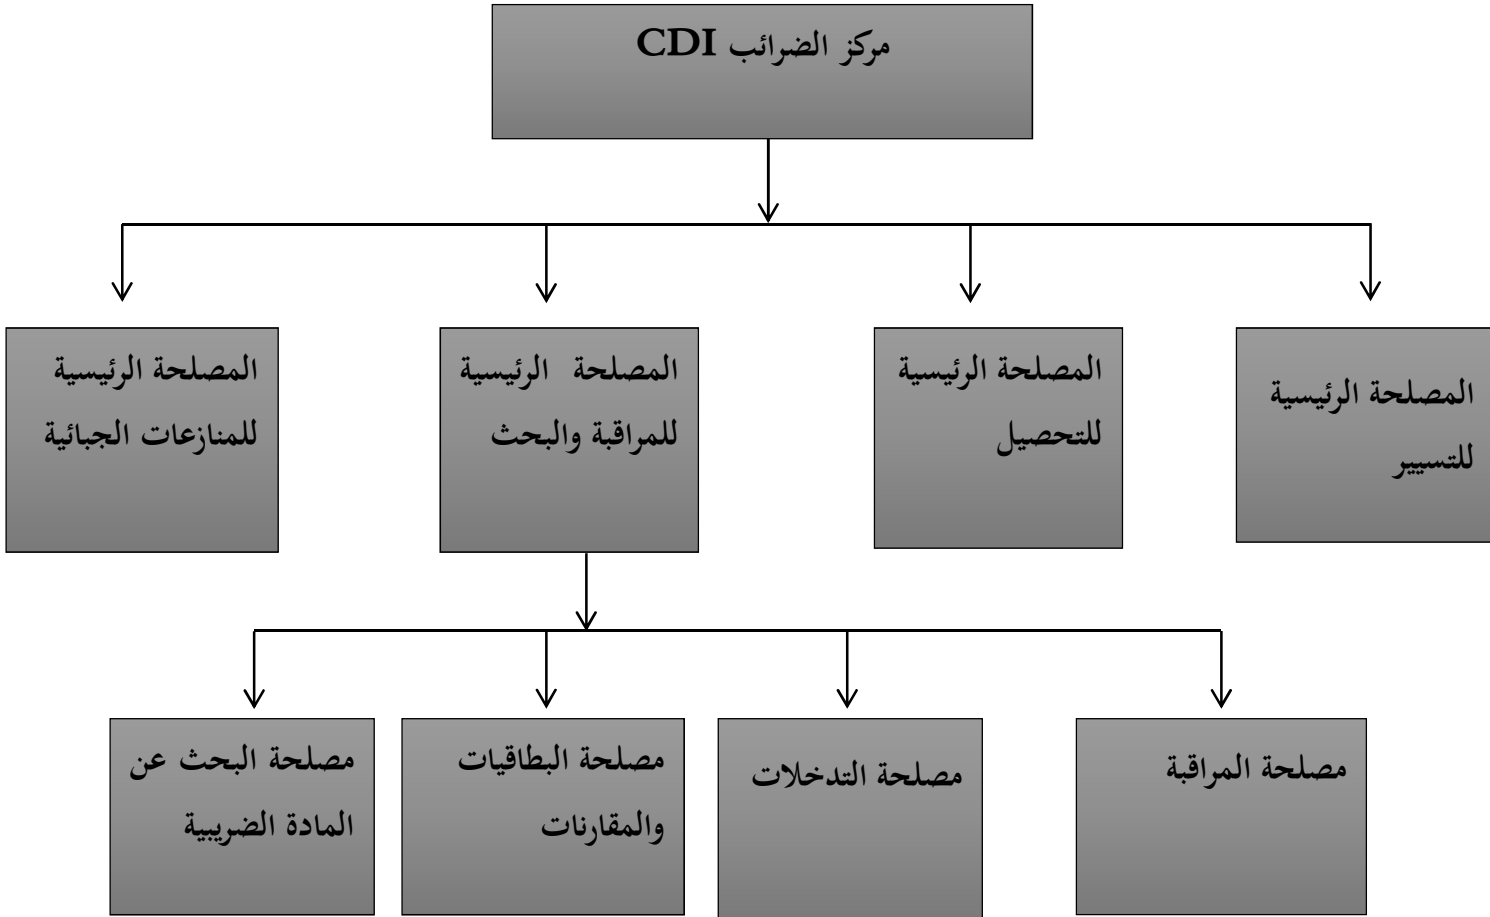 مركز الضرائب CDI
المصلحة الرئيسية
للتسيير
المصلحة الرئيسية
للتحصيل
المصلحة الرئيسية
للمراقبة والبحث
المصلحة الرئيسية
للمنازعات الجبائية
مصلحة المراقبة
مصلحة التدخلات
مصلحة البطاقيات
والمقارنات
مصلحة البحث عن
المادة الضريبية